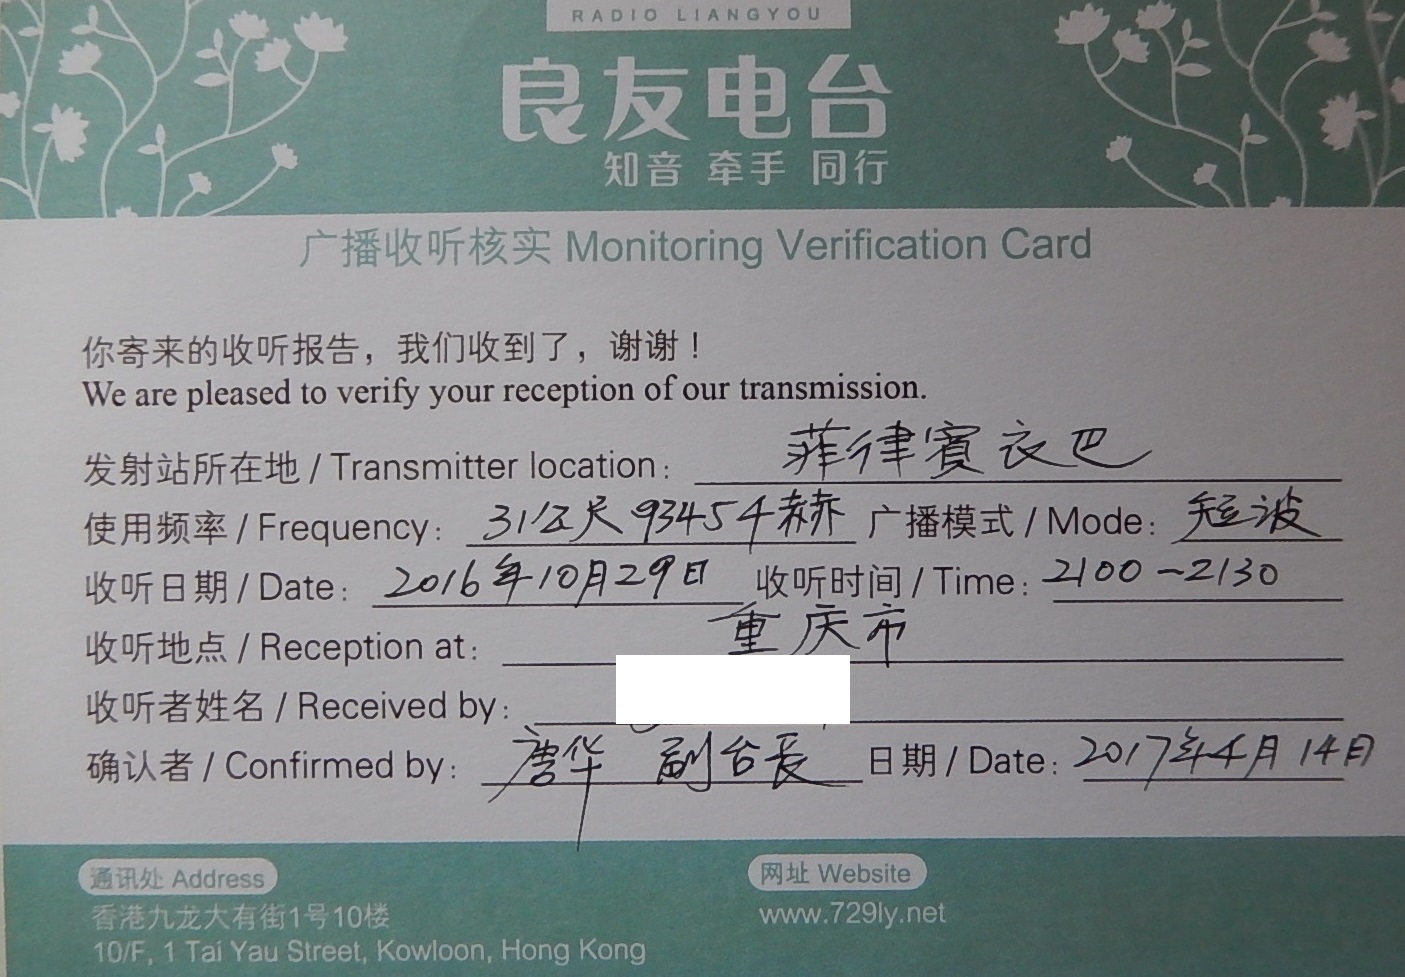 RADIO LIANGYOU
良友电台
知音 牵手 同行
广播收听核实 Monitoring Verification Card
你寄来的收听报告，我们收到了，谢谢！
We are pleased to verify your reception of our transmission.
发射站所在地 / Transmitter location： 菲律賓衣巴
使用频率 / Frequency： 31公尺 9345千赫 广播模式 / Mode： 短波
收听日期 / Date： 2016年10月29日 收听时间 / Time： 2100-2130
收听地点 / Reception at： 重庆市
收听者姓名 / Received by：
确认者 / Confirmed by： 唐华 副台長 日期 / Date： 2017年4月14日
通讯处 Address
香港九龙大有街1号10楼
10/F, 1 Tai Yau Street, Kowloon, Hong Kong
网址 Website
www.729ly.net